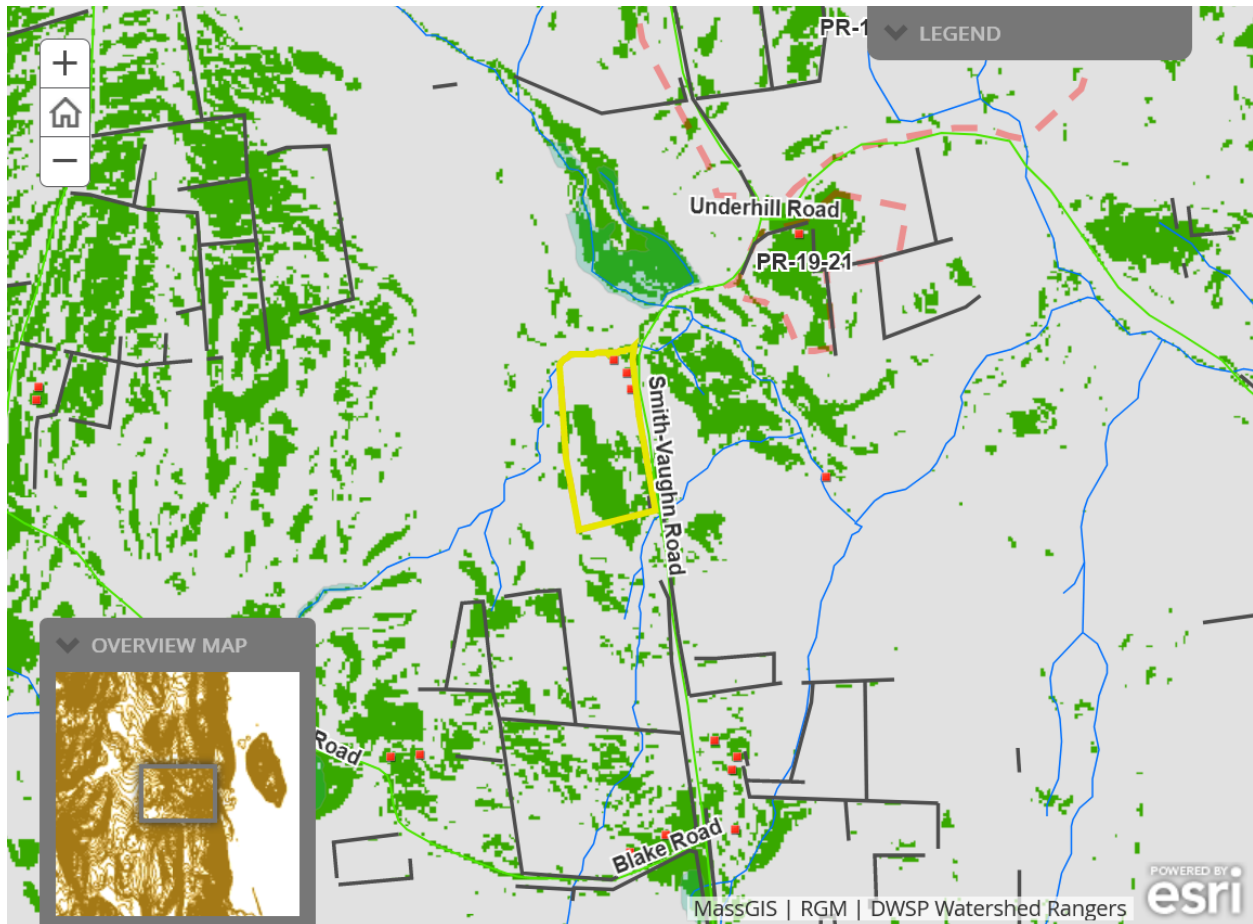 PR-1
LEGEND
+
−
Underhill Road
PR-19-21
Smith-Vaughn Road
OVERVIEW MAP
Road
Blake Road
POWERED BY
esri
MassGIS | RGM | DWSP Watershed Rangers